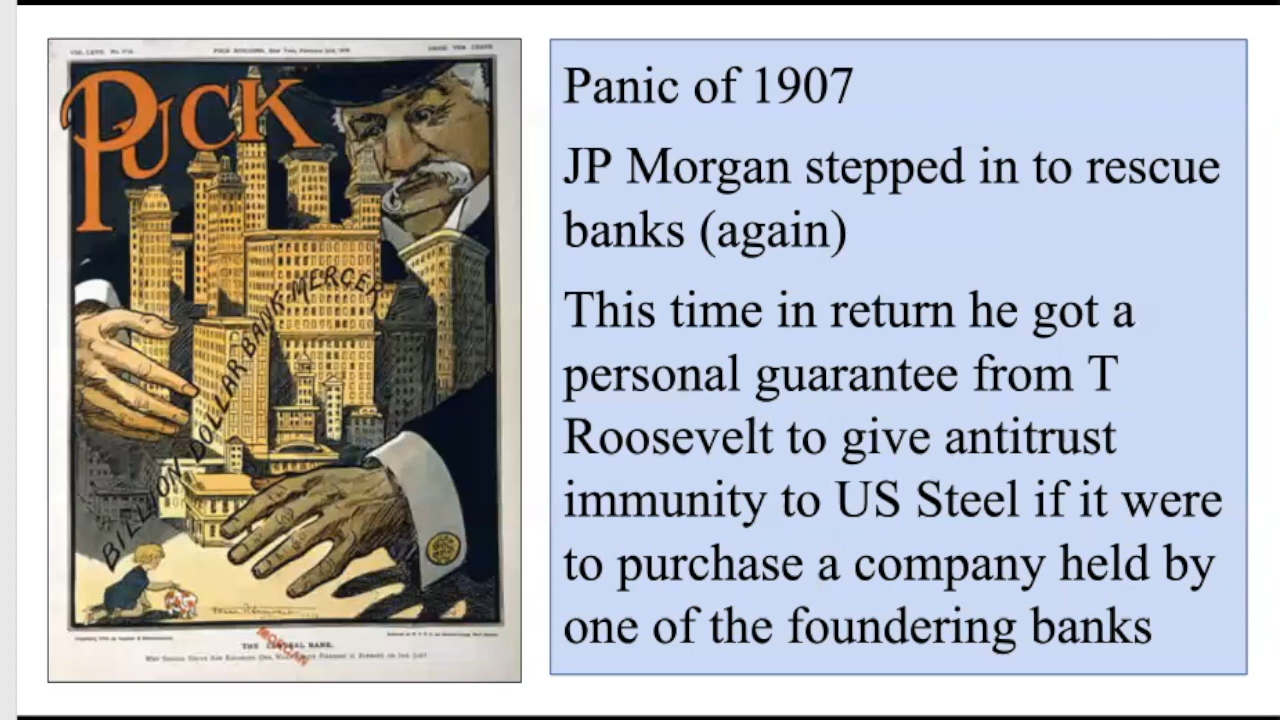 PUCK
BILLION DOLLAR BANK MERGER
THE CENTRAL BANK.
MORGAN
Panic of 1907
JP Morgan stepped in to rescue
banks (again)
This time in return he got a
personal guarantee from T
Roosevelt to give antitrust
immunity to US Steel if it were
to purchase a company held by
one of the foundering banks